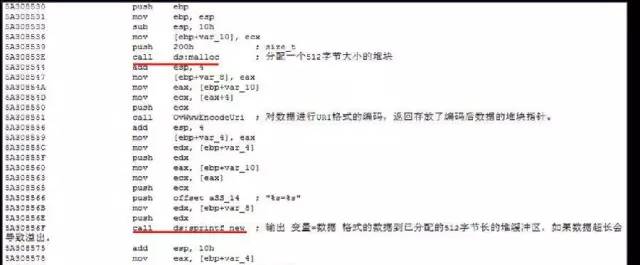 5A308530 push ebp
5A308531 mov ebp, esp
5A308533 sub esp, 10h
5A308536 mov [ebp+var_10], ecx
5A308539 push 200h ; size_t
5A30853E call ds:malloc ; 分配一个512字节大小的堆块
5A308544 add esp, 4
5A308547 mov [ebp+var_8], eax
5A30854A mov eax, [ebp+var_10]
5A30854D mov ecx, [eax+4]
5A308550 push ecx
5A308551 call OvWwwEncodeUri ; 对数据进行URI格式的编码，返回存放了编码后数据的堆块指针。
5A308556 add esp, 4
5A308559 mov [ebp+var_4], eax
5A30855C mov edx, [ebp+var_4]
5A30855F push edx
5A308560 mov eax, [ebp+var_10]
5A308563 mov ecx, [eax]
5A308565 push ecx
5A308566 push offset aSS_14 ; "%s=%s"
5A30856B mov edx, [ebp+var_8]
5A30856E push edx
5A30856F call ds:sprintf_new ; 输出 变量=数据 格式的数据到已分配的512字节长的堆缓冲区，如果数据超长会
导致溢出。
5A308575 add esp, 10h
5A308578 mov eax, [ebp+var_4]